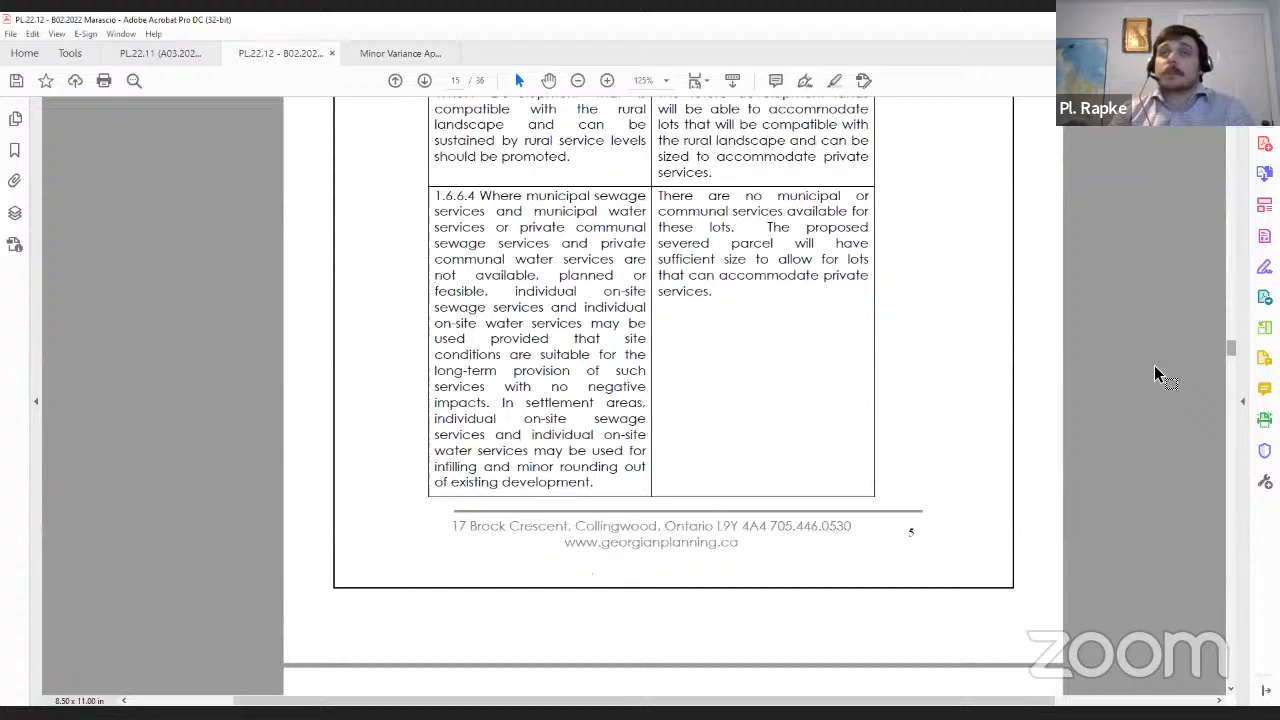 PL.22.12 - B02.2022 Marascio - Adobe Acrobat Pro DC (32-bit)
File Edit View E-Sign Window Help
Home Tools PL.22.11 (A03.202... PL.22.12 - B02.202... × Minor Variance Ap...
15 / 36 125%
Pl. Rapke
compatible with the rural
landscape and can be
sustained by rural service levels
should be promoted.
will be able to accommodate
lots that will be compatible with
the rural landscape and can be
sized to accommodate private
services.
1.6.6.4 Where municipal sewage
services and municipal water
services or private communal
sewage services and private
communal water services are
not available, planned or
feasible, individual on-site
sewage services and individual
on-site water services may be
used provided that site
conditions are suitable for the
long-term provision of such
services with no negative
impacts. In settlement areas,
individual on-site sewage
services and individual on-site
water services may be used for
infilling and minor rounding out
of existing development.
There are no municipal or
communal services available for
these lots. The proposed
severed parcel will have
sufficient size to allow for lots
that can accommodate private
services.
17 Brock Crescent, Collingwood, Ontario L9Y 4A4 705.446.0530
www.georgianplanning.ca
5
zoom
8.50 x 11.00 in